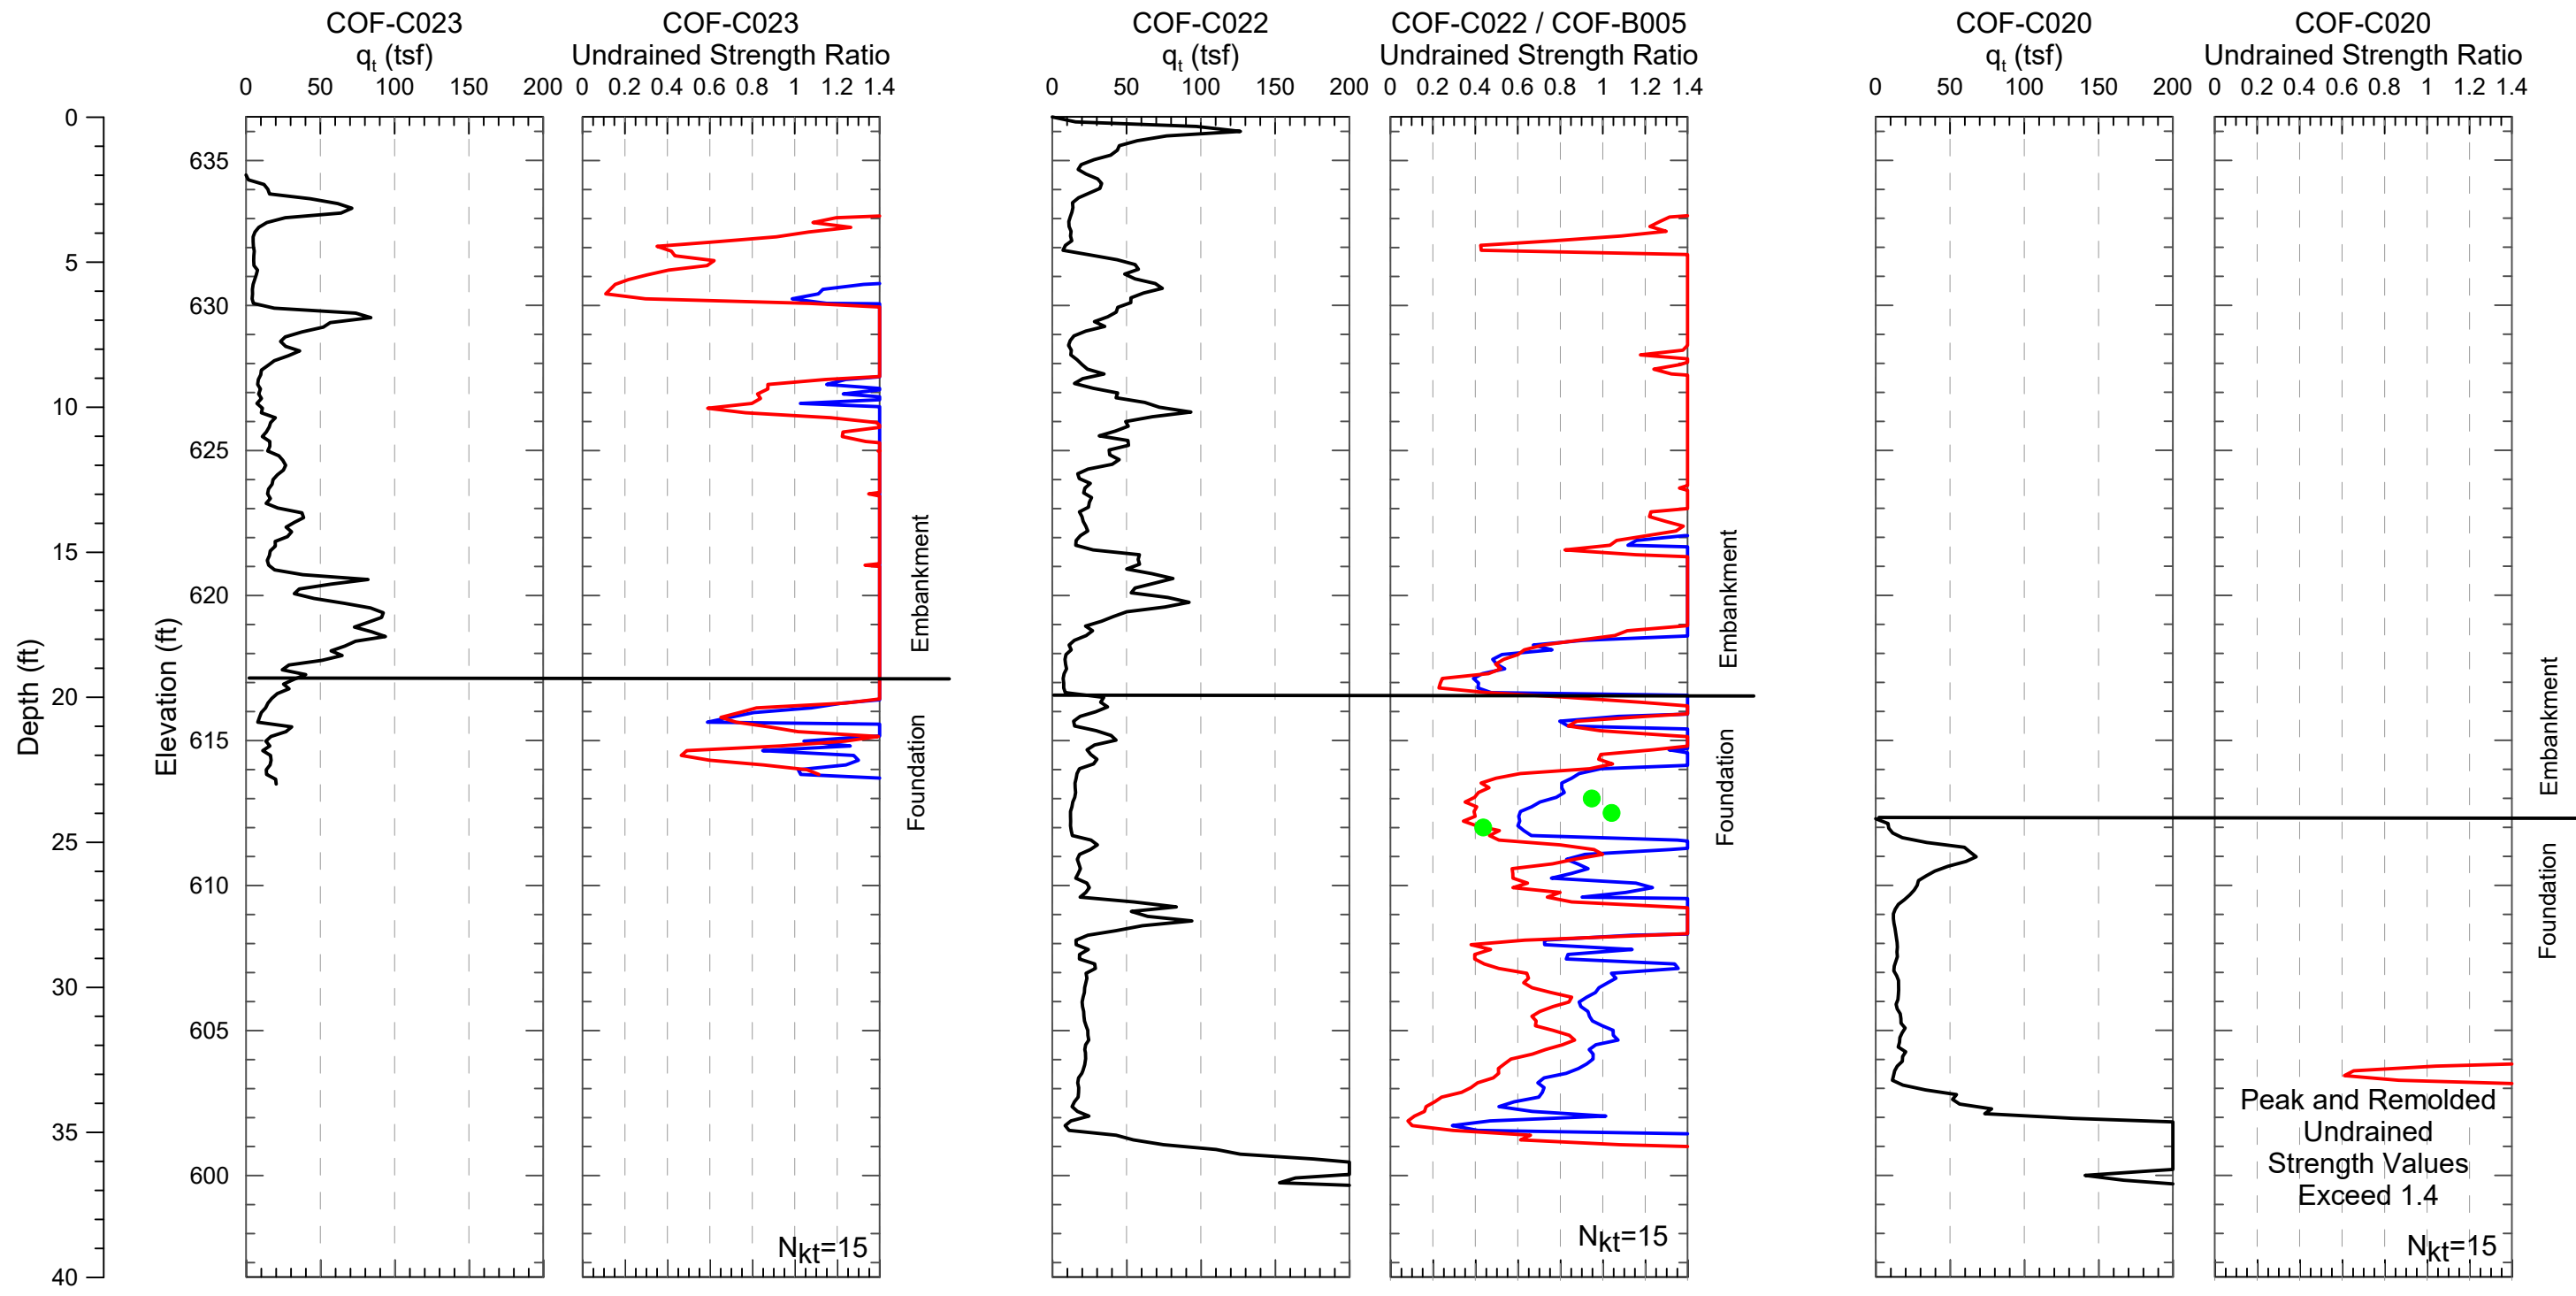 COF-C023
q_t (tsf)
0 50 100 150 200
COF-C023
Undrained Strength Ratio
0 0.2 0.4 0.6 0.8 1 1.2 1.4
COF-C022
q_t (tsf)
0 50 100 150 200
COF-C022 / COF-B005
Undrained Strength Ratio
0 0.2 0.4 0.6 0.8 1 1.2 1.4
COF-C020
q_t (tsf)
0 50 100 150 200
COF-C020
Undrained Strength Ratio
0 0.2 0.4 0.6 0.8 1 1.2 1.4
Depth (ft)
0
5
10
15
20
25
30
35
40
Elevation (ft)
635
630
625
620
615
610
605
600
Embankment
Foundation
Nkt=15
Embankment
Foundation
Nkt=15
Embankment
Foundation
Peak and Remolded
Undrained
Strength Values
Exceed 1.4
Nkt=15